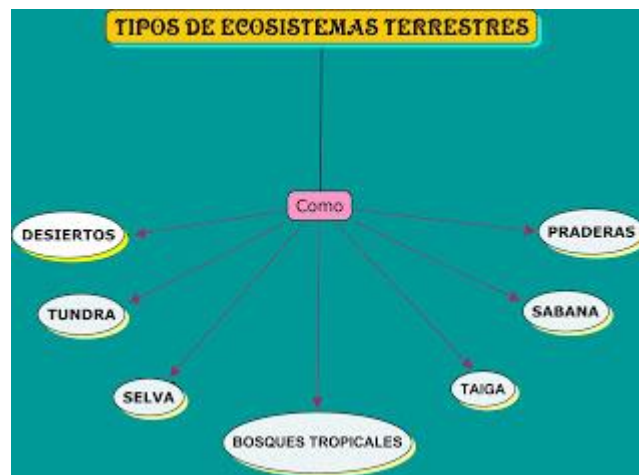 TIPOS DE ECOSISTEMAS TERRESTRES
Como
DESIERTOS
PRADERAS
TUNDRA
SABANA
SELVA
TAIGA
BOSQUES TROPICALES